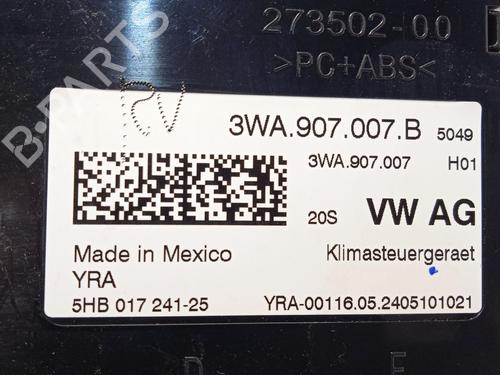 273502-00
>PC+ABS<
RV
3WA.907.007.B 5049
3WA.907.007 H01
20S VW AG
Made in Mexico Klimasteuergeraet
YRA
5HB 017 241-25 YRA-00116.05.2405101021
B-PARTS